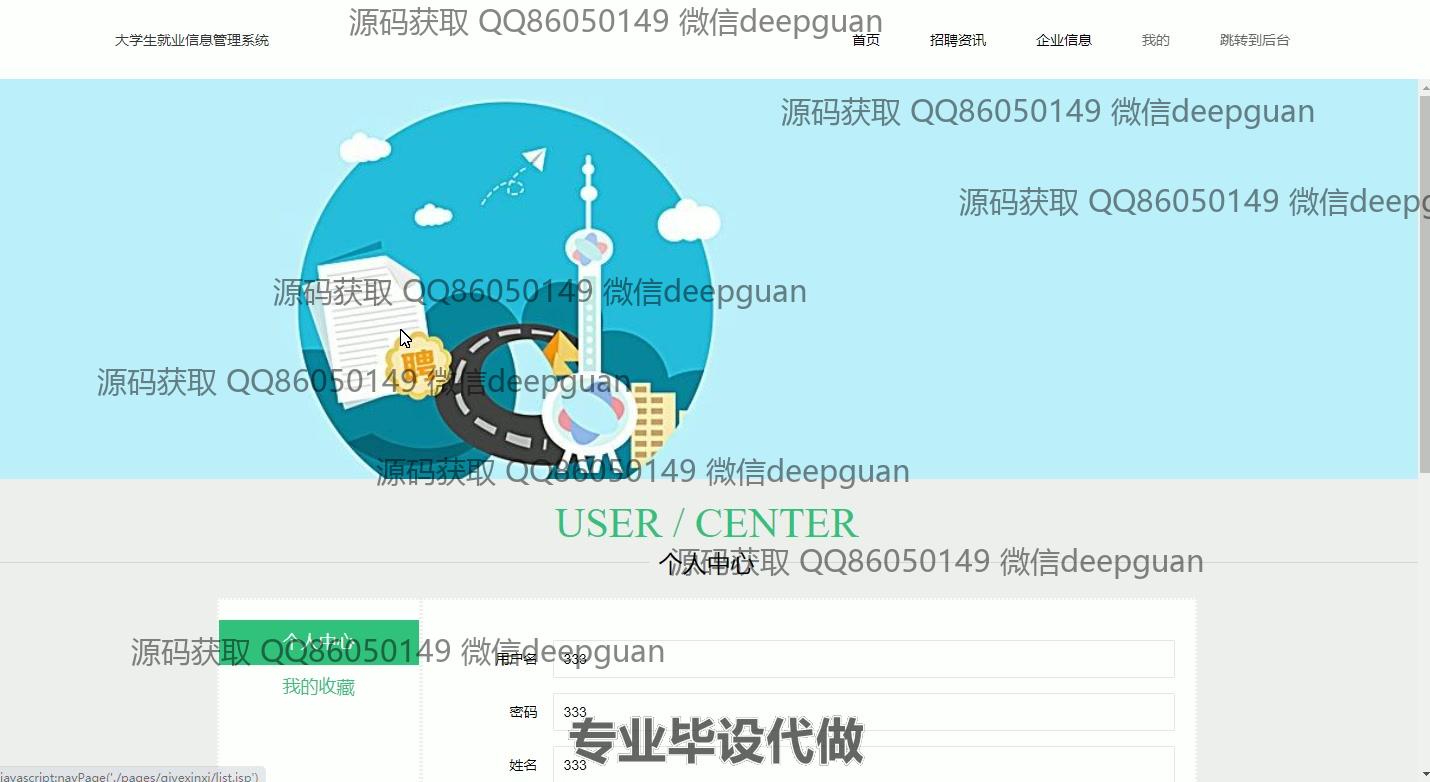 源码获取 QQ86050149 微信deepguan
大学生就业信息管理系统
首页
招聘资讯
企业信息
我的
跳转到后台
源码获取 QQ86050149 微信deepguan
源码获取 QQ86050149 微信deepg
源码获取 QQ86050149 微信deepguan
聘
源码获取 QQ86050149 微信deepguan
源码获取 QQ86050149 微信deepguan
USER / CENTER
个人中心
源码获取 QQ86050149 微信deepguan
个人中心
源码获取 QQ86050149 微信deepguan
用户名 333
我的收藏
密码 333
专业毕设代做
姓名 333
javascript:navPage('./pages/qiyexinxi/list.jsp')